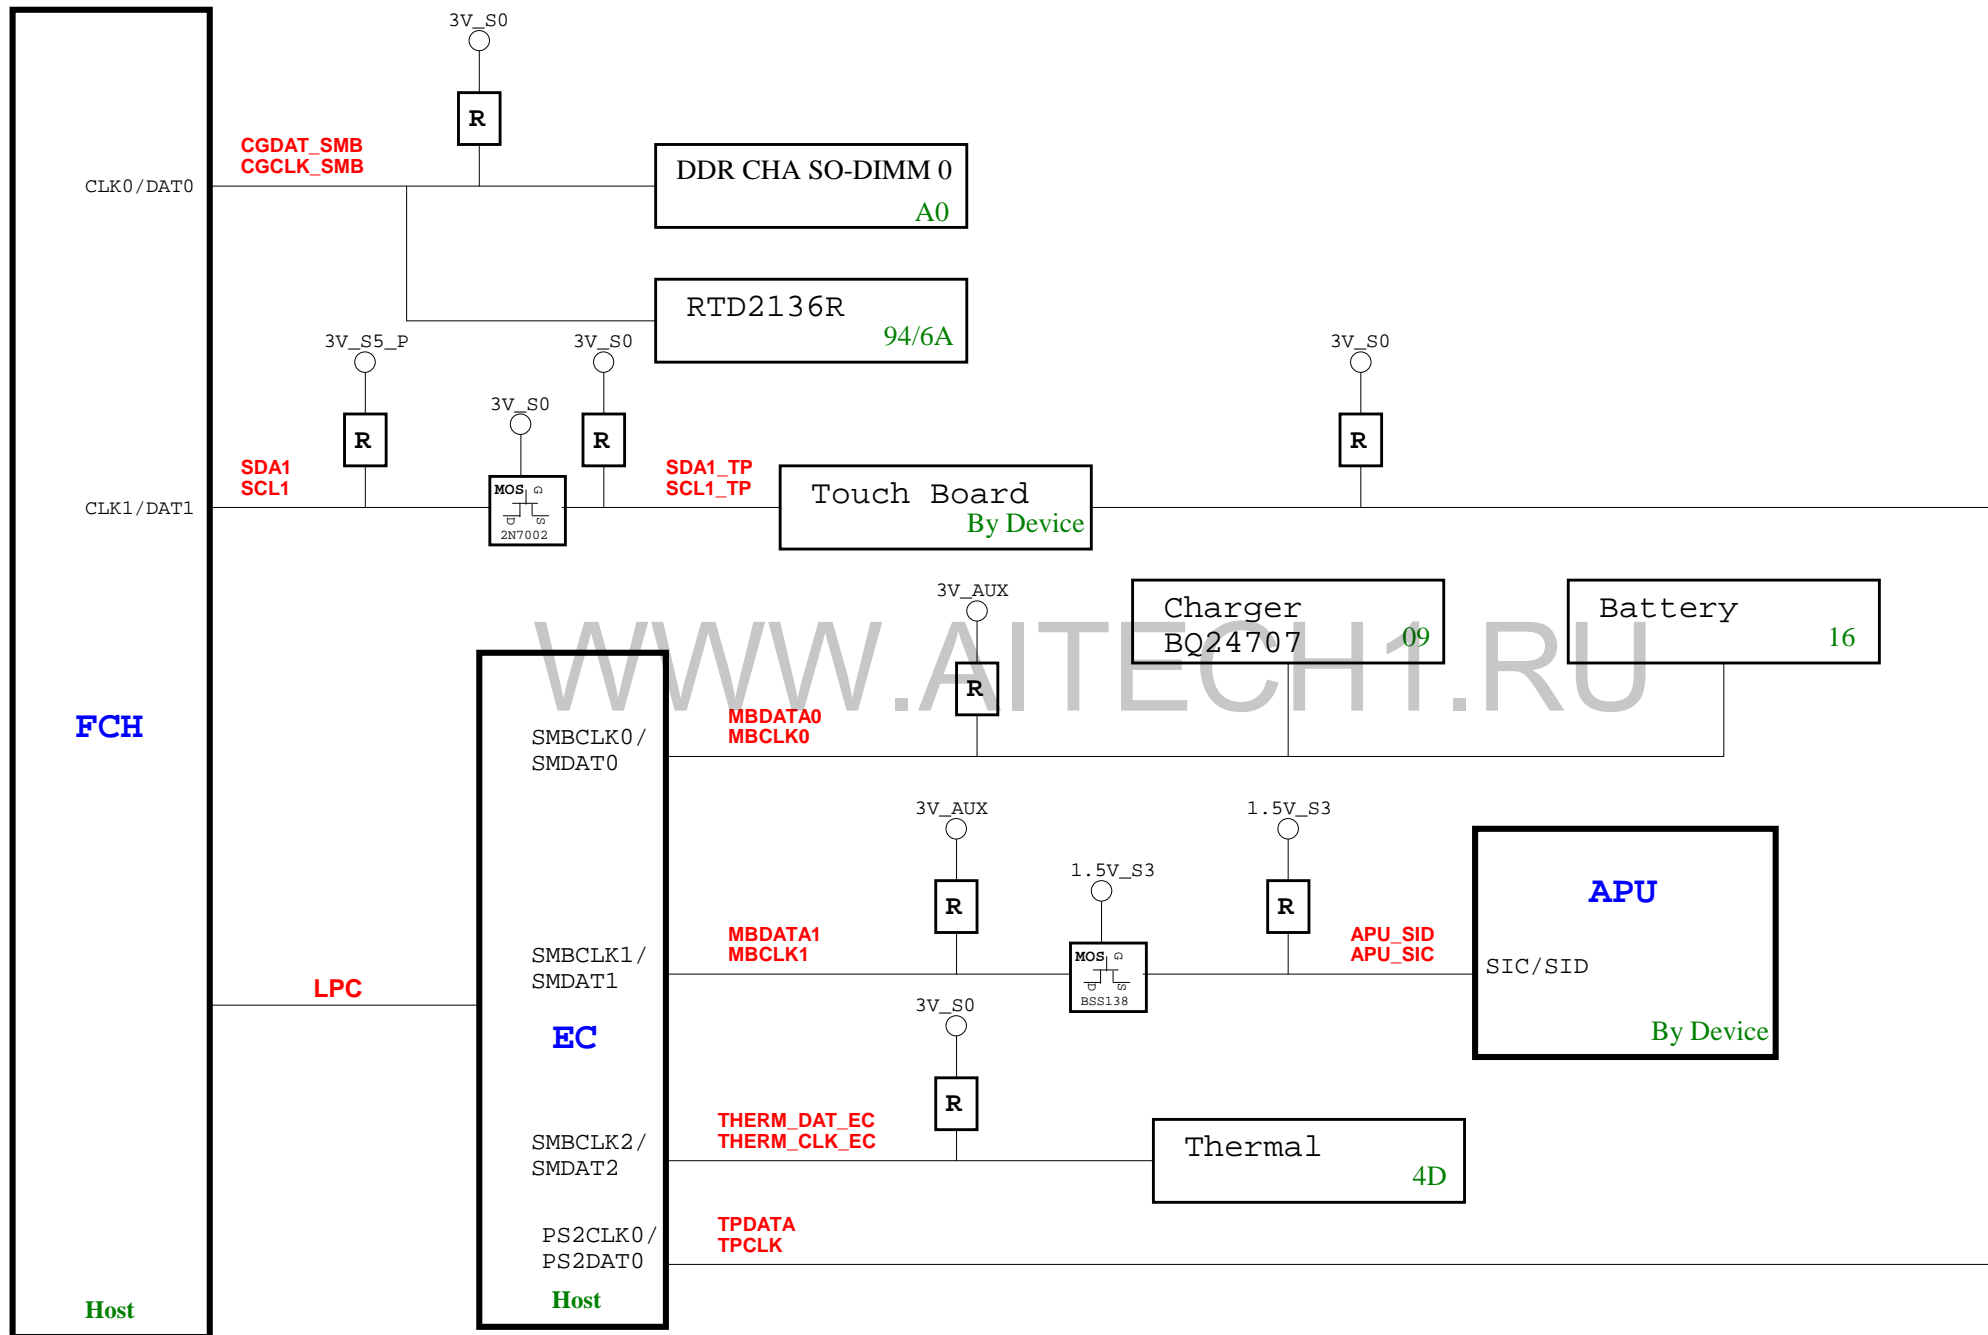 3V_S0
R
CGDAT_SMB
CGCLK_SMB
CLK0/DAT0
DDR CHA SO-DIMM 0
A0
RTD2136R
94/6A
3V_S5_P
3V_S0
3V_S0
3V_S0
R
R
R
SDA1
SCL1
MOS G
D S
2N7002
SDA1_TP
SCL1_TP
CLK1/DAT1
Touch Board
By Device
3V_AUX
Charger
BQ24707
09
Battery
16
WWW.AITECH1.RU
R
FCH
SMBCLK0/
SMDAT0
MBDATA0
MBCLK0
3V_AUX
1.5V_S3
1.5V_S3
R
R
APU
SMBCLK1/
SMDAT1
MBDATA1
MBCLK1
MOS G
D S
BSS138
APU_SID
APU_SIC
SIC/SID
By Device
LPC
EC
3V_S0
R
SMBCLK2/
SMDAT2
THERM_DAT_EC
THERM_CLK_EC
Thermal
4D
PS2CLK0/
PS2DAT0
TPDATA
TPCLK
Host
Host